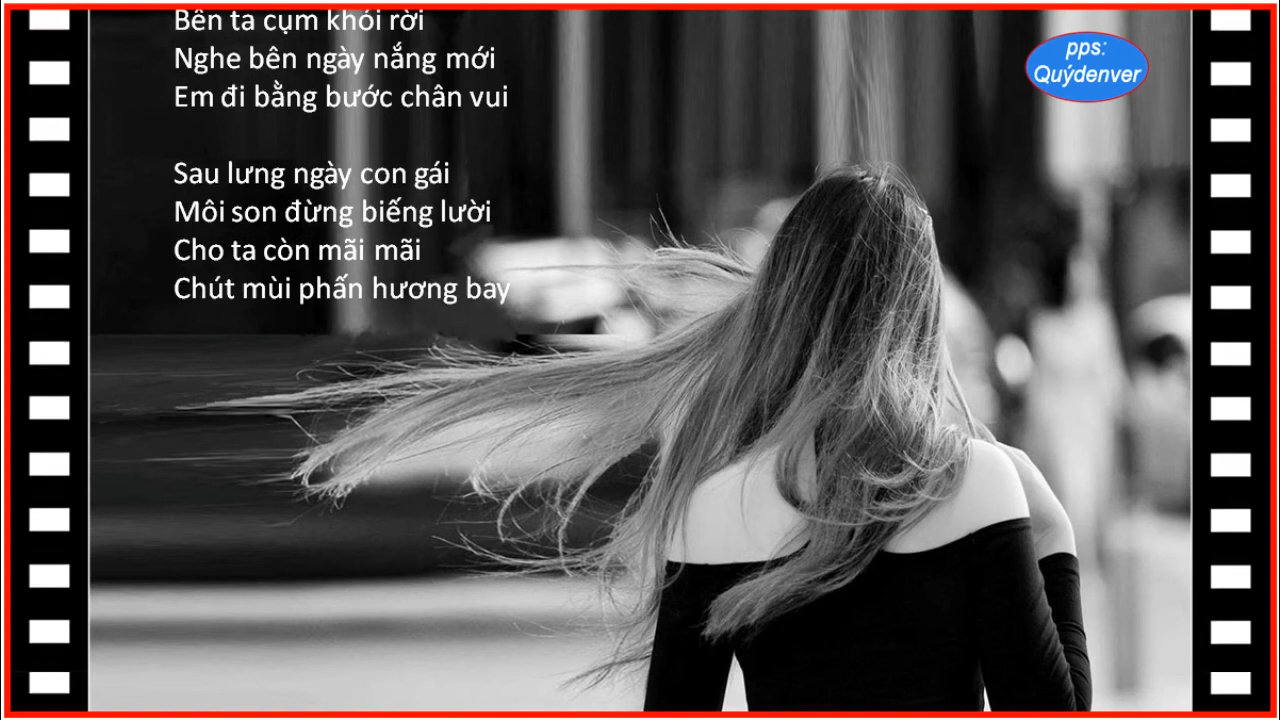 Bên ta cụm khói rời
Nghe bên ngày nắng mới
Em đi bằng bước chân vui
Sau lưng ngày con gái
Môi son đừng biếng lười
Cho ta còn mãi mãi
Chút mùi phấn hương bay
pps:
Quýdenver